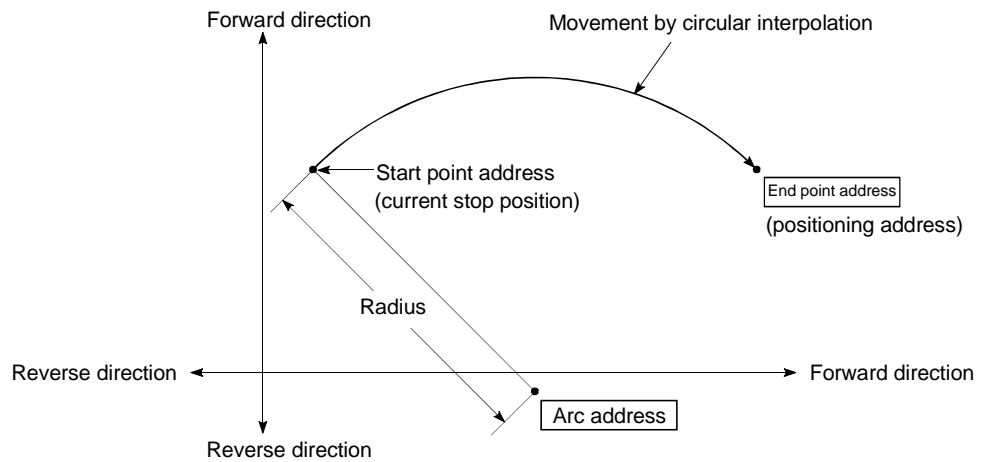 Forward direction
Movement by circular interpolation
Start point address
(current stop position)
End point address
(positioning address)
Radius
Reverse direction
Forward direction
Arc address
Reverse direction